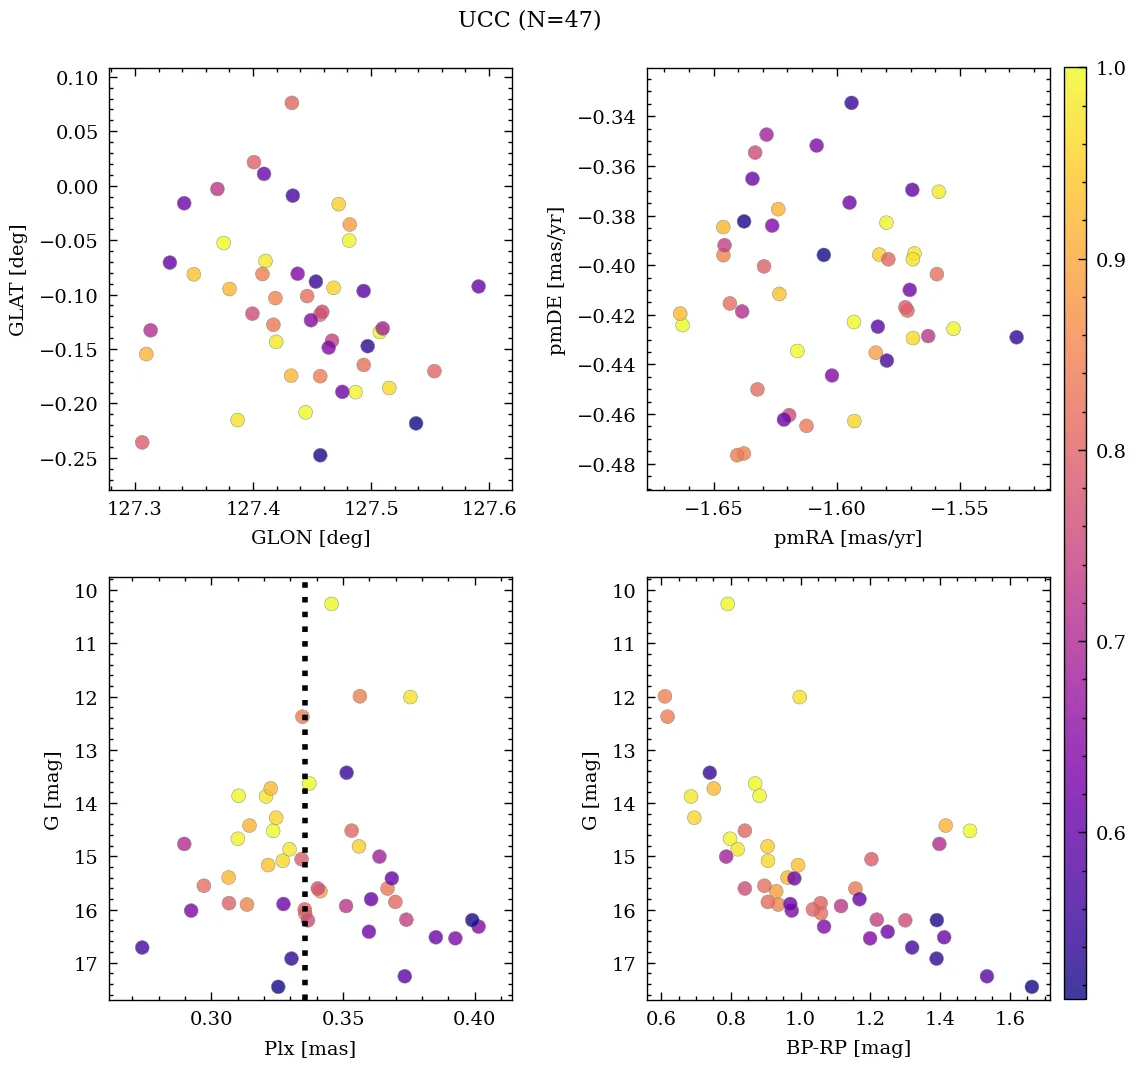 UCC (N=47)
0.10
0.05
0.00
−0.05
−0.10
−0.15
−0.20
−0.25
GLAT [deg]
127.3 127.4 127.5 127.6
GLON [deg]
−0.34
−0.36
−0.38
−0.40
−0.42
−0.44
−0.46
−0.48
pmDE [mas/yr]
−1.65 −1.60 −1.55
pmRA [mas/yr]
1.0
0.9
0.8
0.7
0.6
10
11
12
13
14
15
16
17
G [mag]
0.30 0.35 0.40
Plx [mas]
10
11
12
13
14
15
16
17
G [mag]
0.6 0.8 1.0 1.2 1.4 1.6
BP-RP [mag]